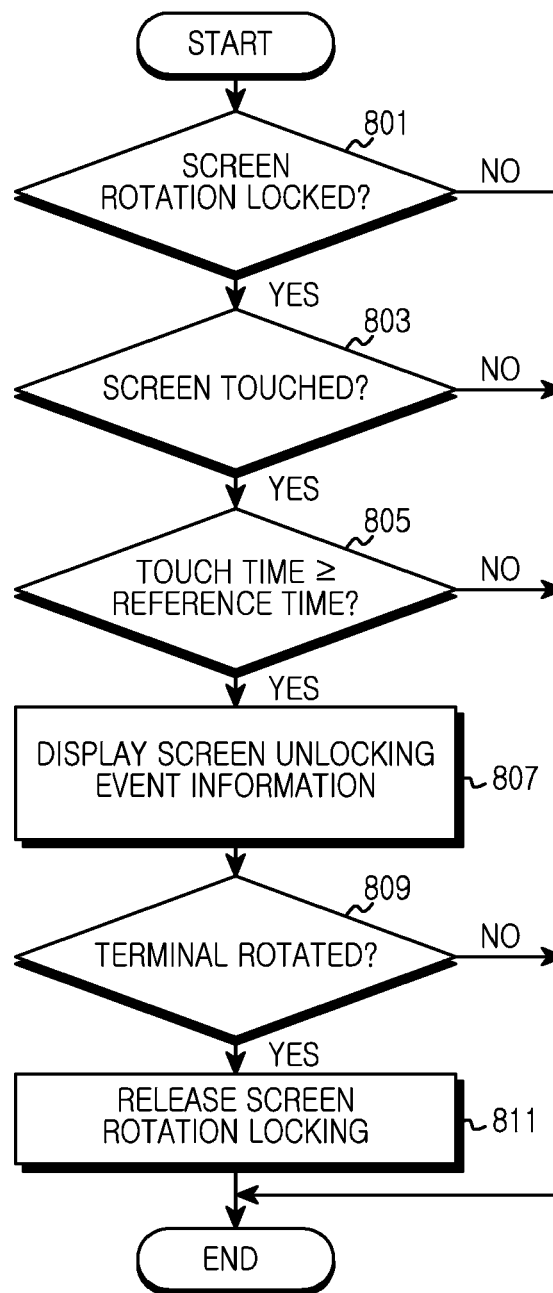 START
801
SCREEN
ROTATION LOCKED?
NO
YES
803
SCREEN TOUCHED?
NO
YES
805
TOUCH TIME ≥
REFERENCE TIME?
NO
YES
DISPLAY SCREEN UNLOCKING
EVENT INFORMATION
807
809
TERMINAL ROTATED?
NO
YES
RELEASE SCREEN
ROTATION LOCKING
811
END